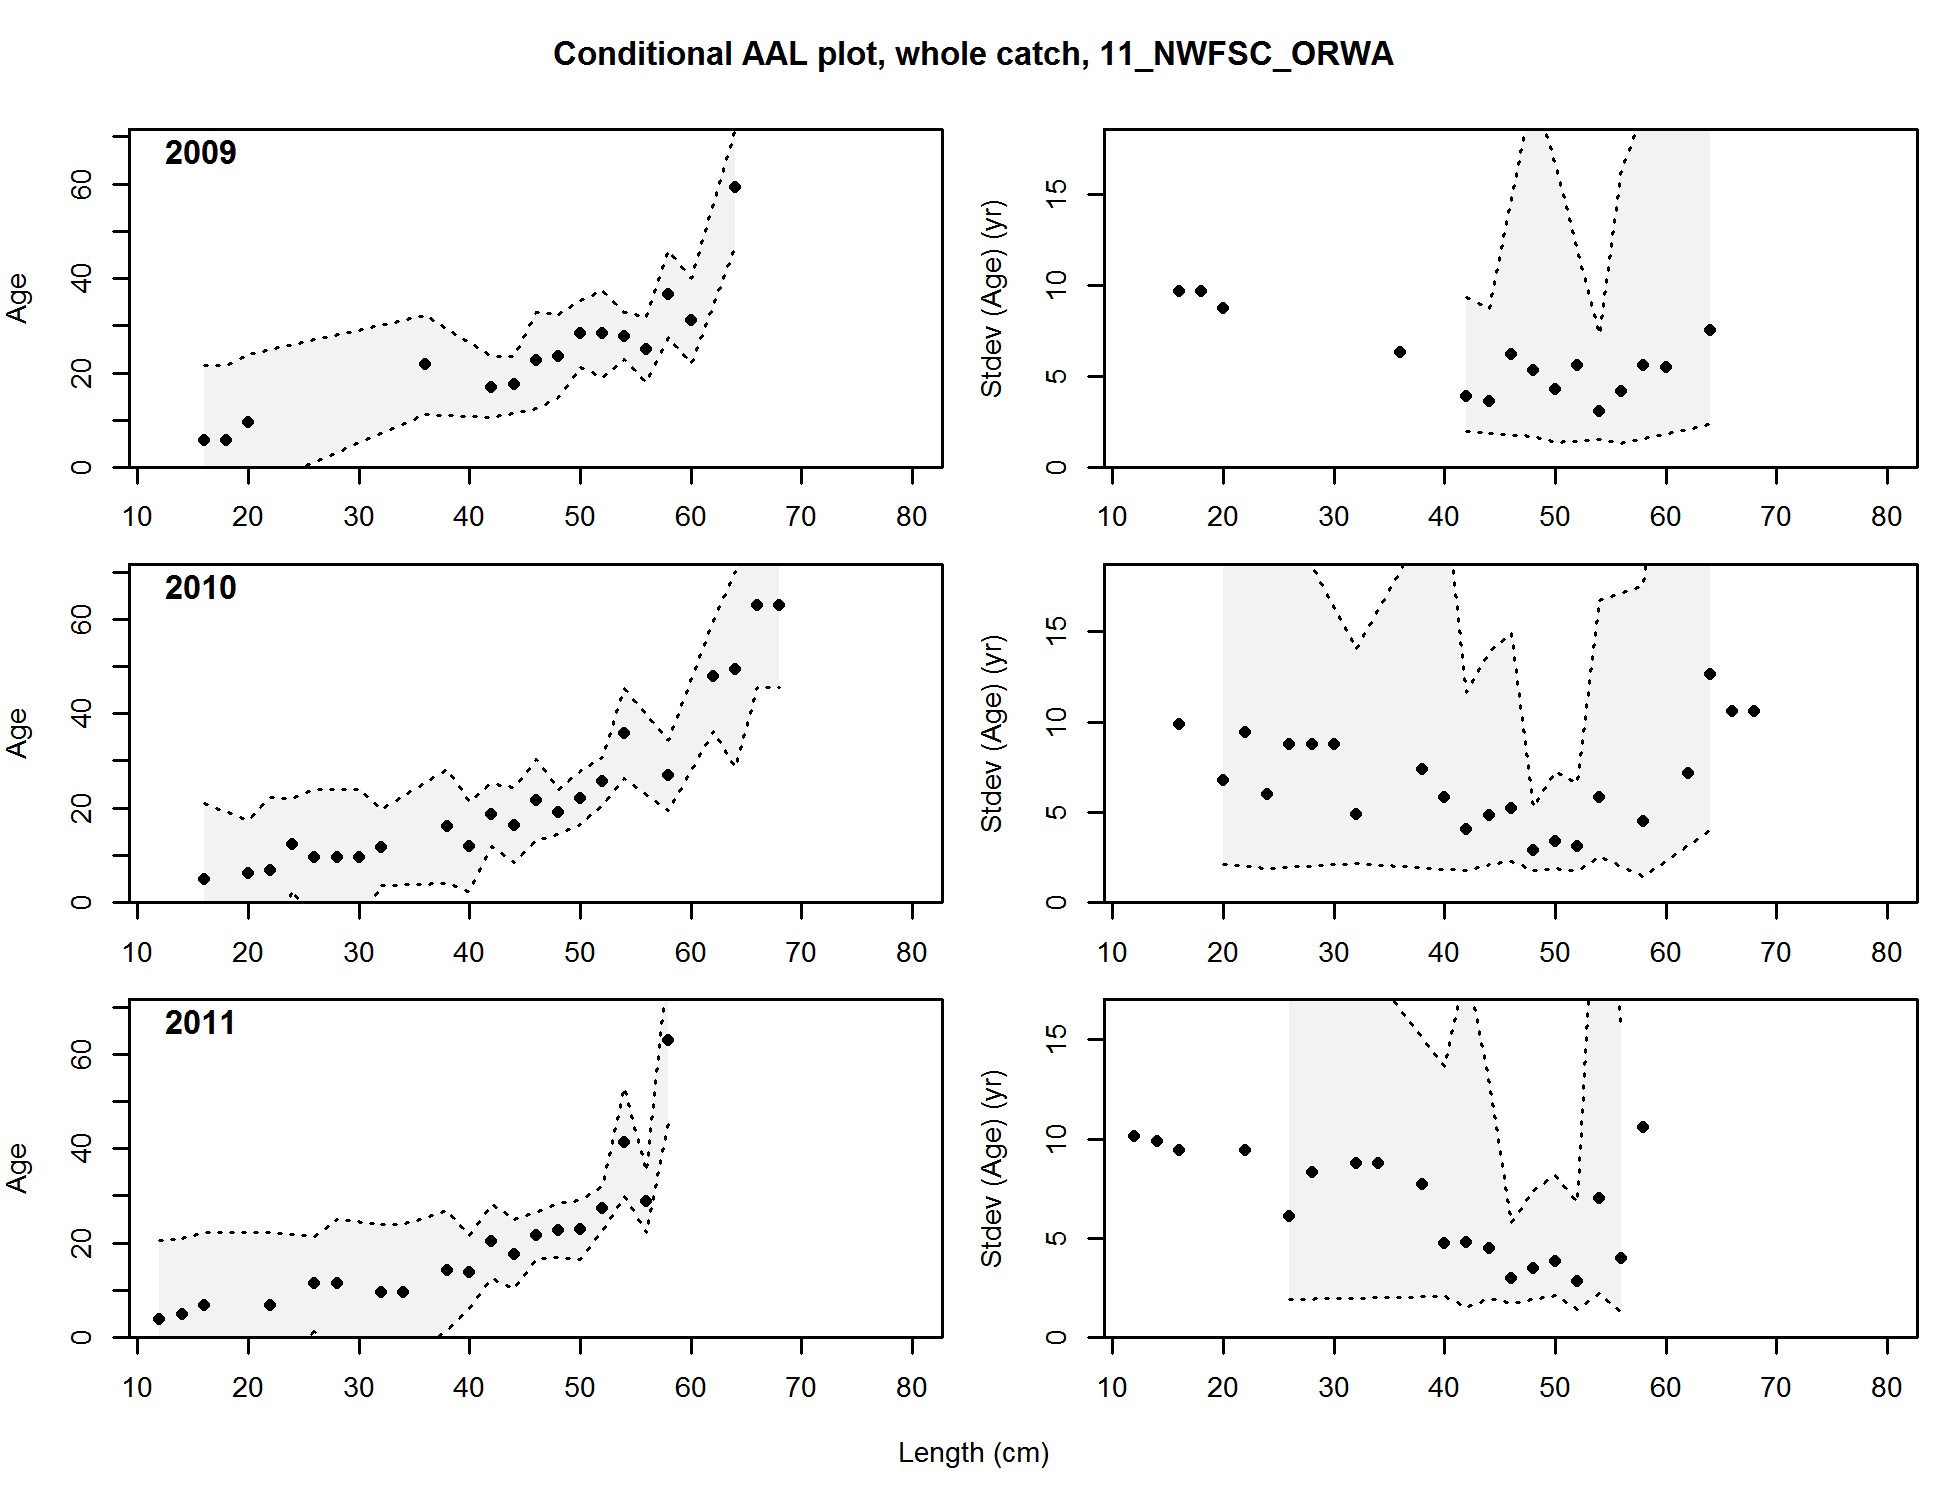 Conditional AAL plot, whole catch, 11_NWFSC_ORWA
2009
Age
0 20 40 60
10 20 30 40 50 60 70 80
Stdev (Age) (yr)
0 5 10 15
10 20 30 40 50 60 70 80
2010
Age
0 20 40 60
10 20 30 40 50 60 70 80
Stdev (Age) (yr)
0 5 10 15
10 20 30 40 50 60 70 80
2011
Age
0 20 40 60
10 20 30 40 50 60 70 80
Stdev (Age) (yr)
0 5 10 15
10 20 30 40 50 60 70 80
Length (cm)